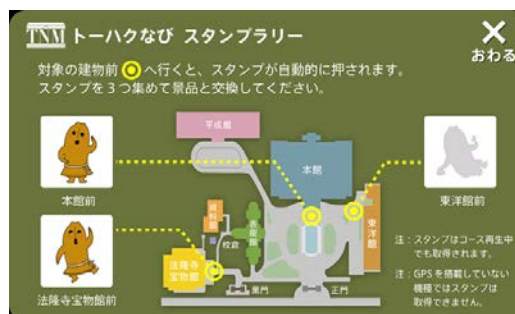 TNM トーハクなび スタンプラリー
おわる
対象の建物前 へ行くと、スタンプが自動的に押されます。
スタンプを3つ集めて景品と交換してください。
平成館
本館
本館前
東洋館前
資料館
校倉
表慶館
東洋館
法隆寺
宝物館
黒門
正門
法隆寺宝物館前
注:スタンプはコース再生中
でも取得されます。
注:GPSを搭載していない
機種ではスタンプは
取得できません。